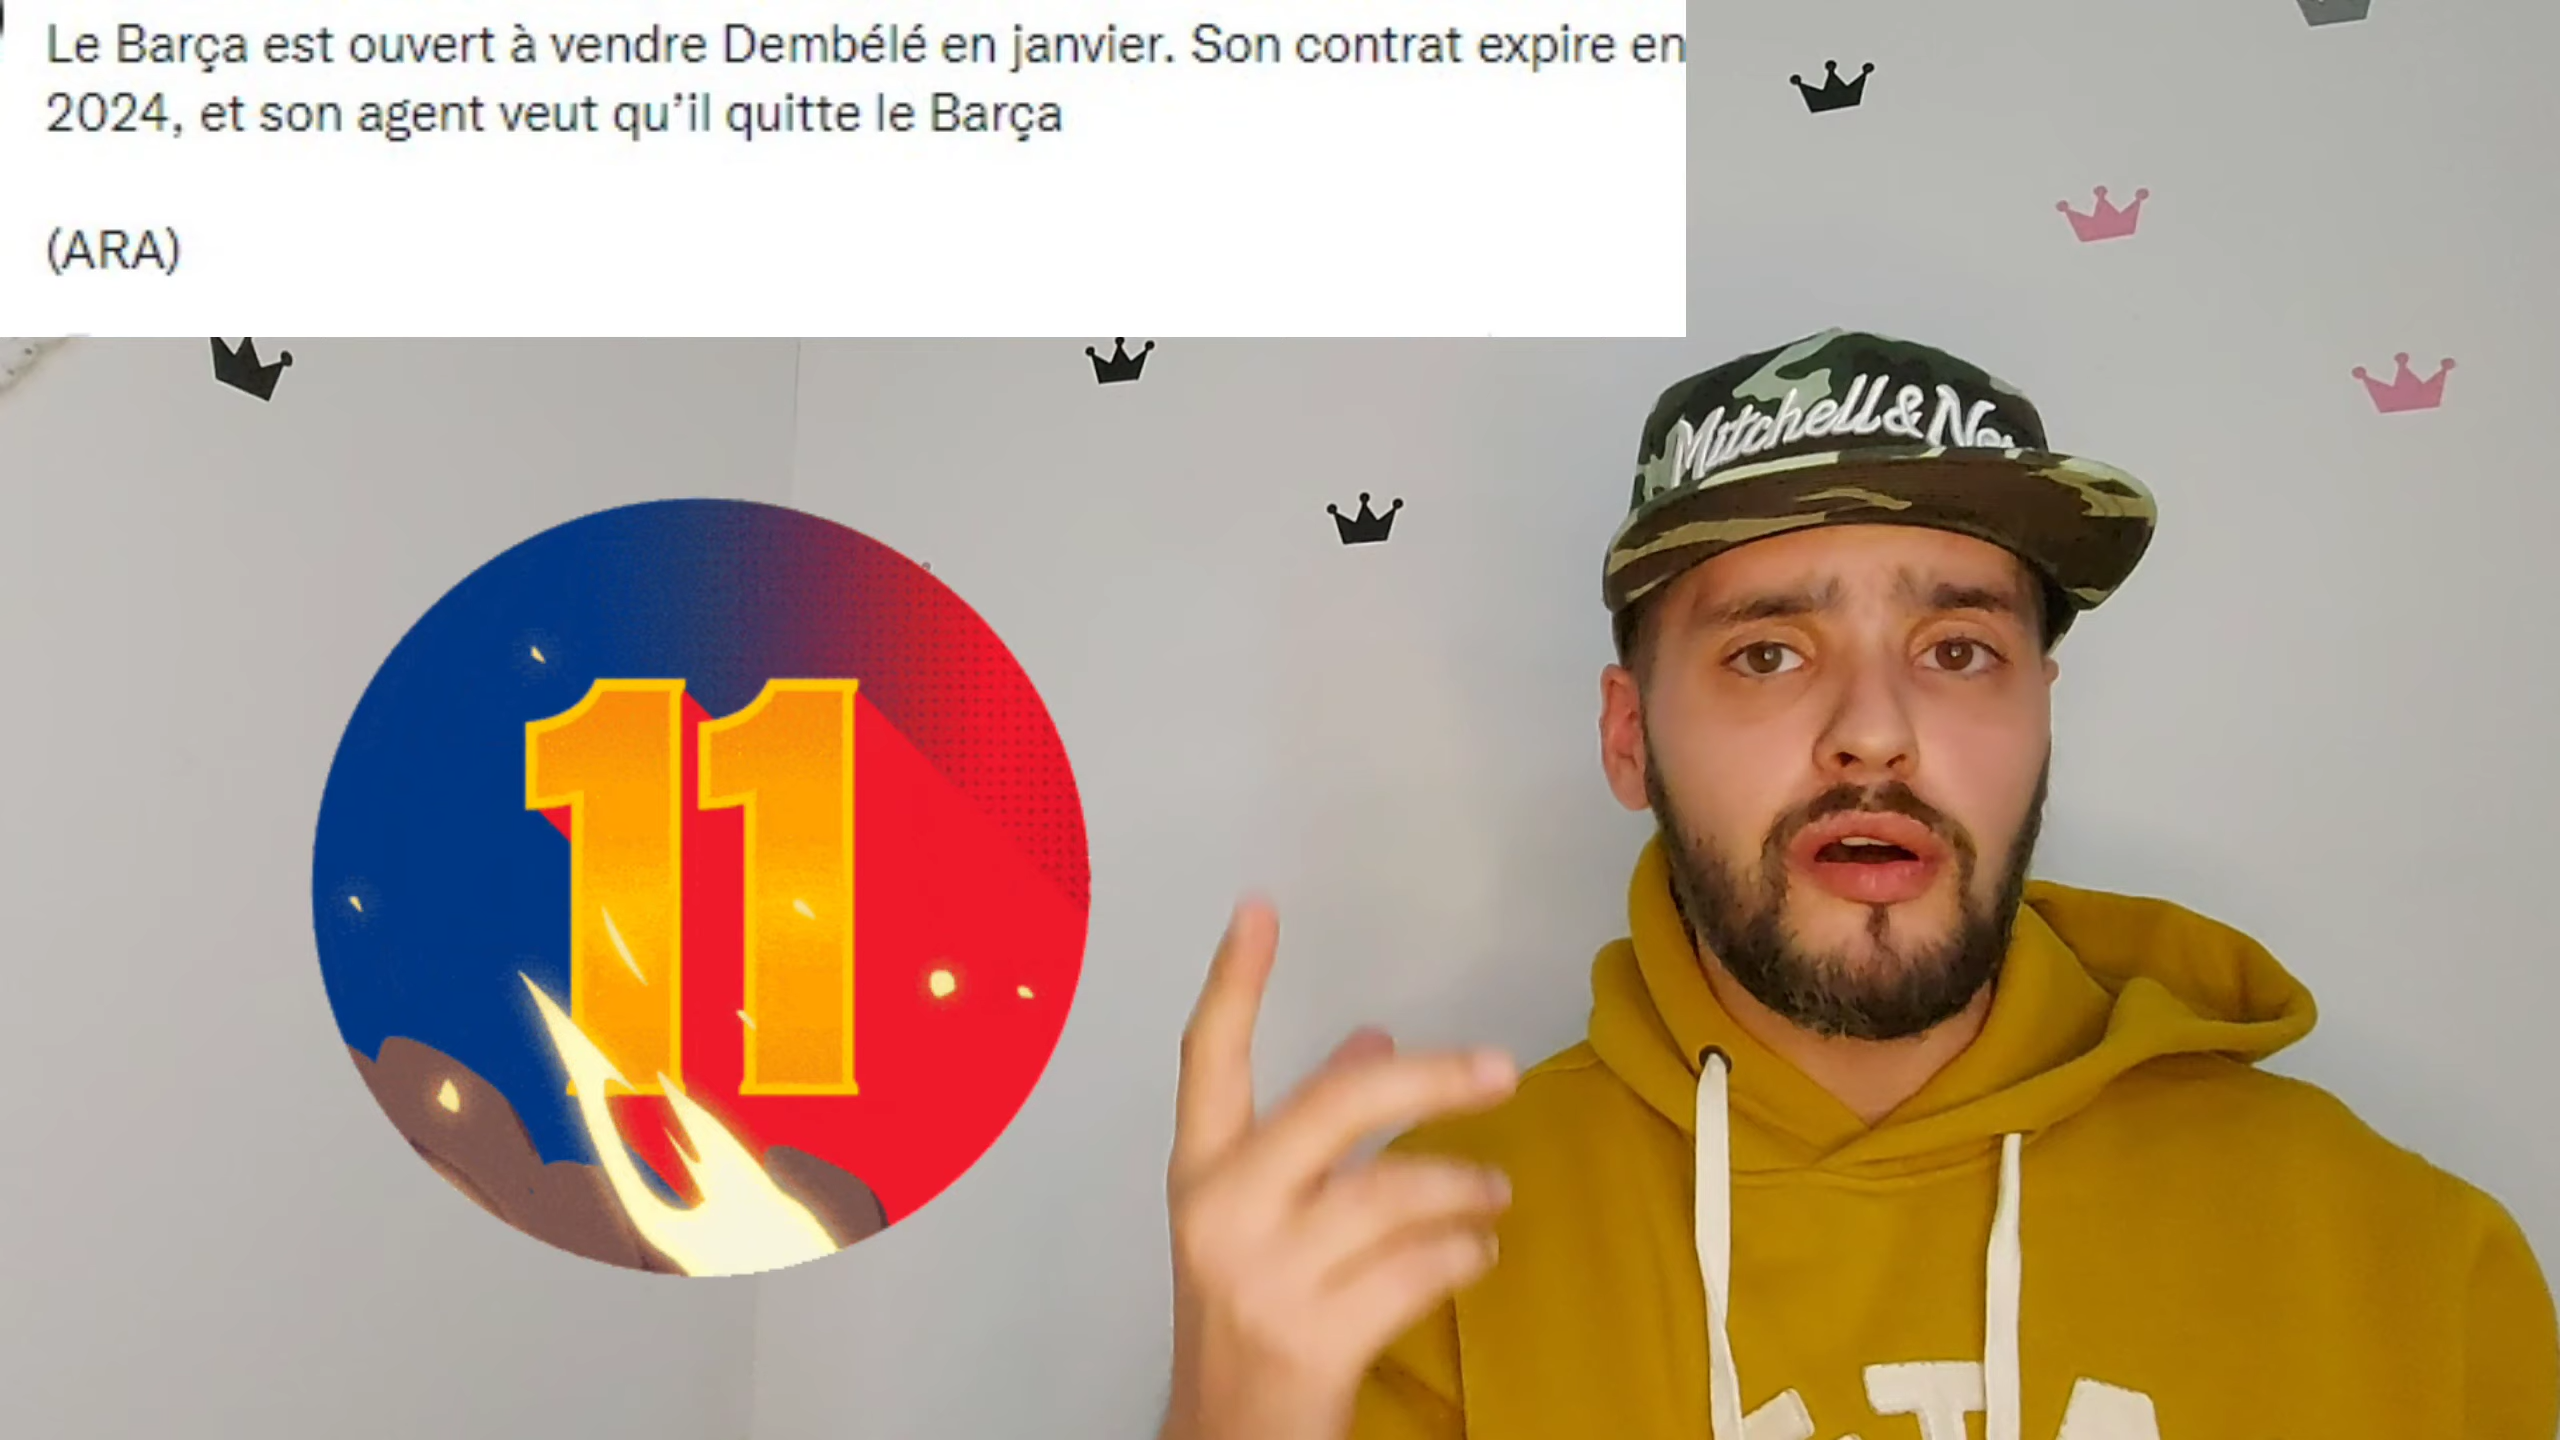 Le Barça est ouvert à vendre Dembélé en janvier. Son contrat expire en
2024, et son agent veut qu’il quitte le Barça
(ARA)
Mitchell&
11